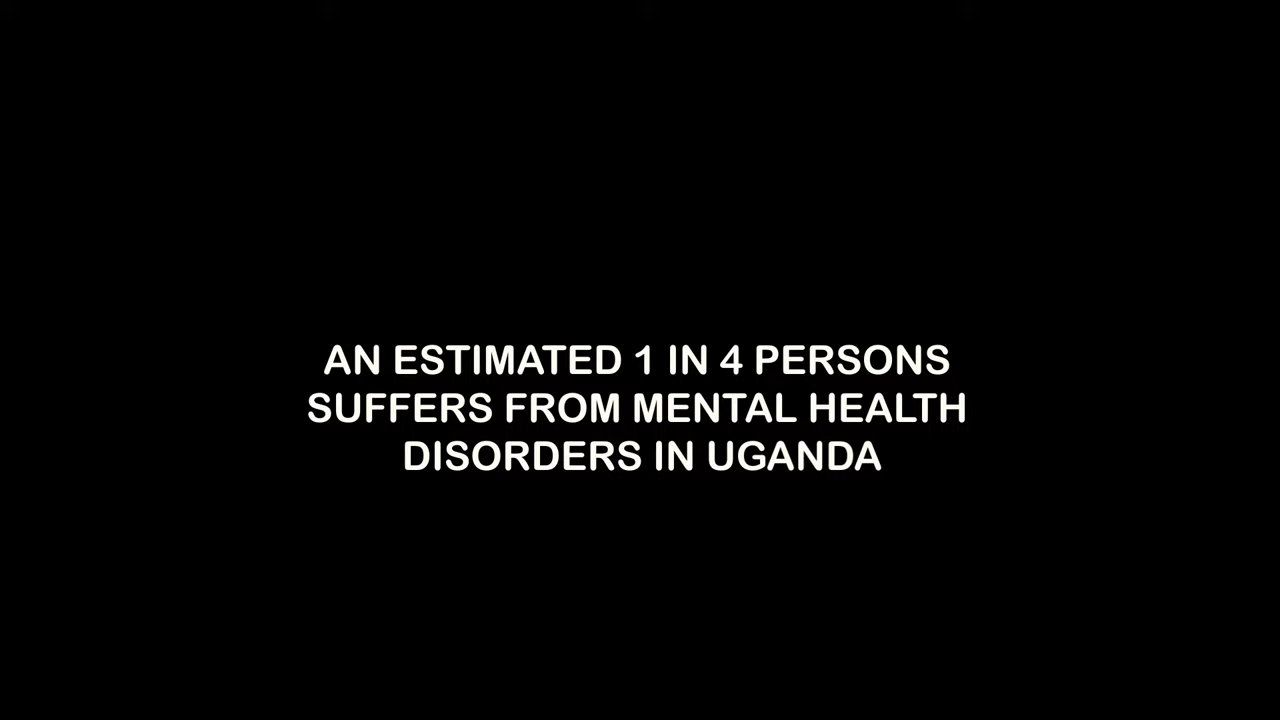 AN ESTIMATED 1 IN 4 PERSONS
SUFFERS FROM MENTAL HEALTH
DISORDERS IN UGANDA